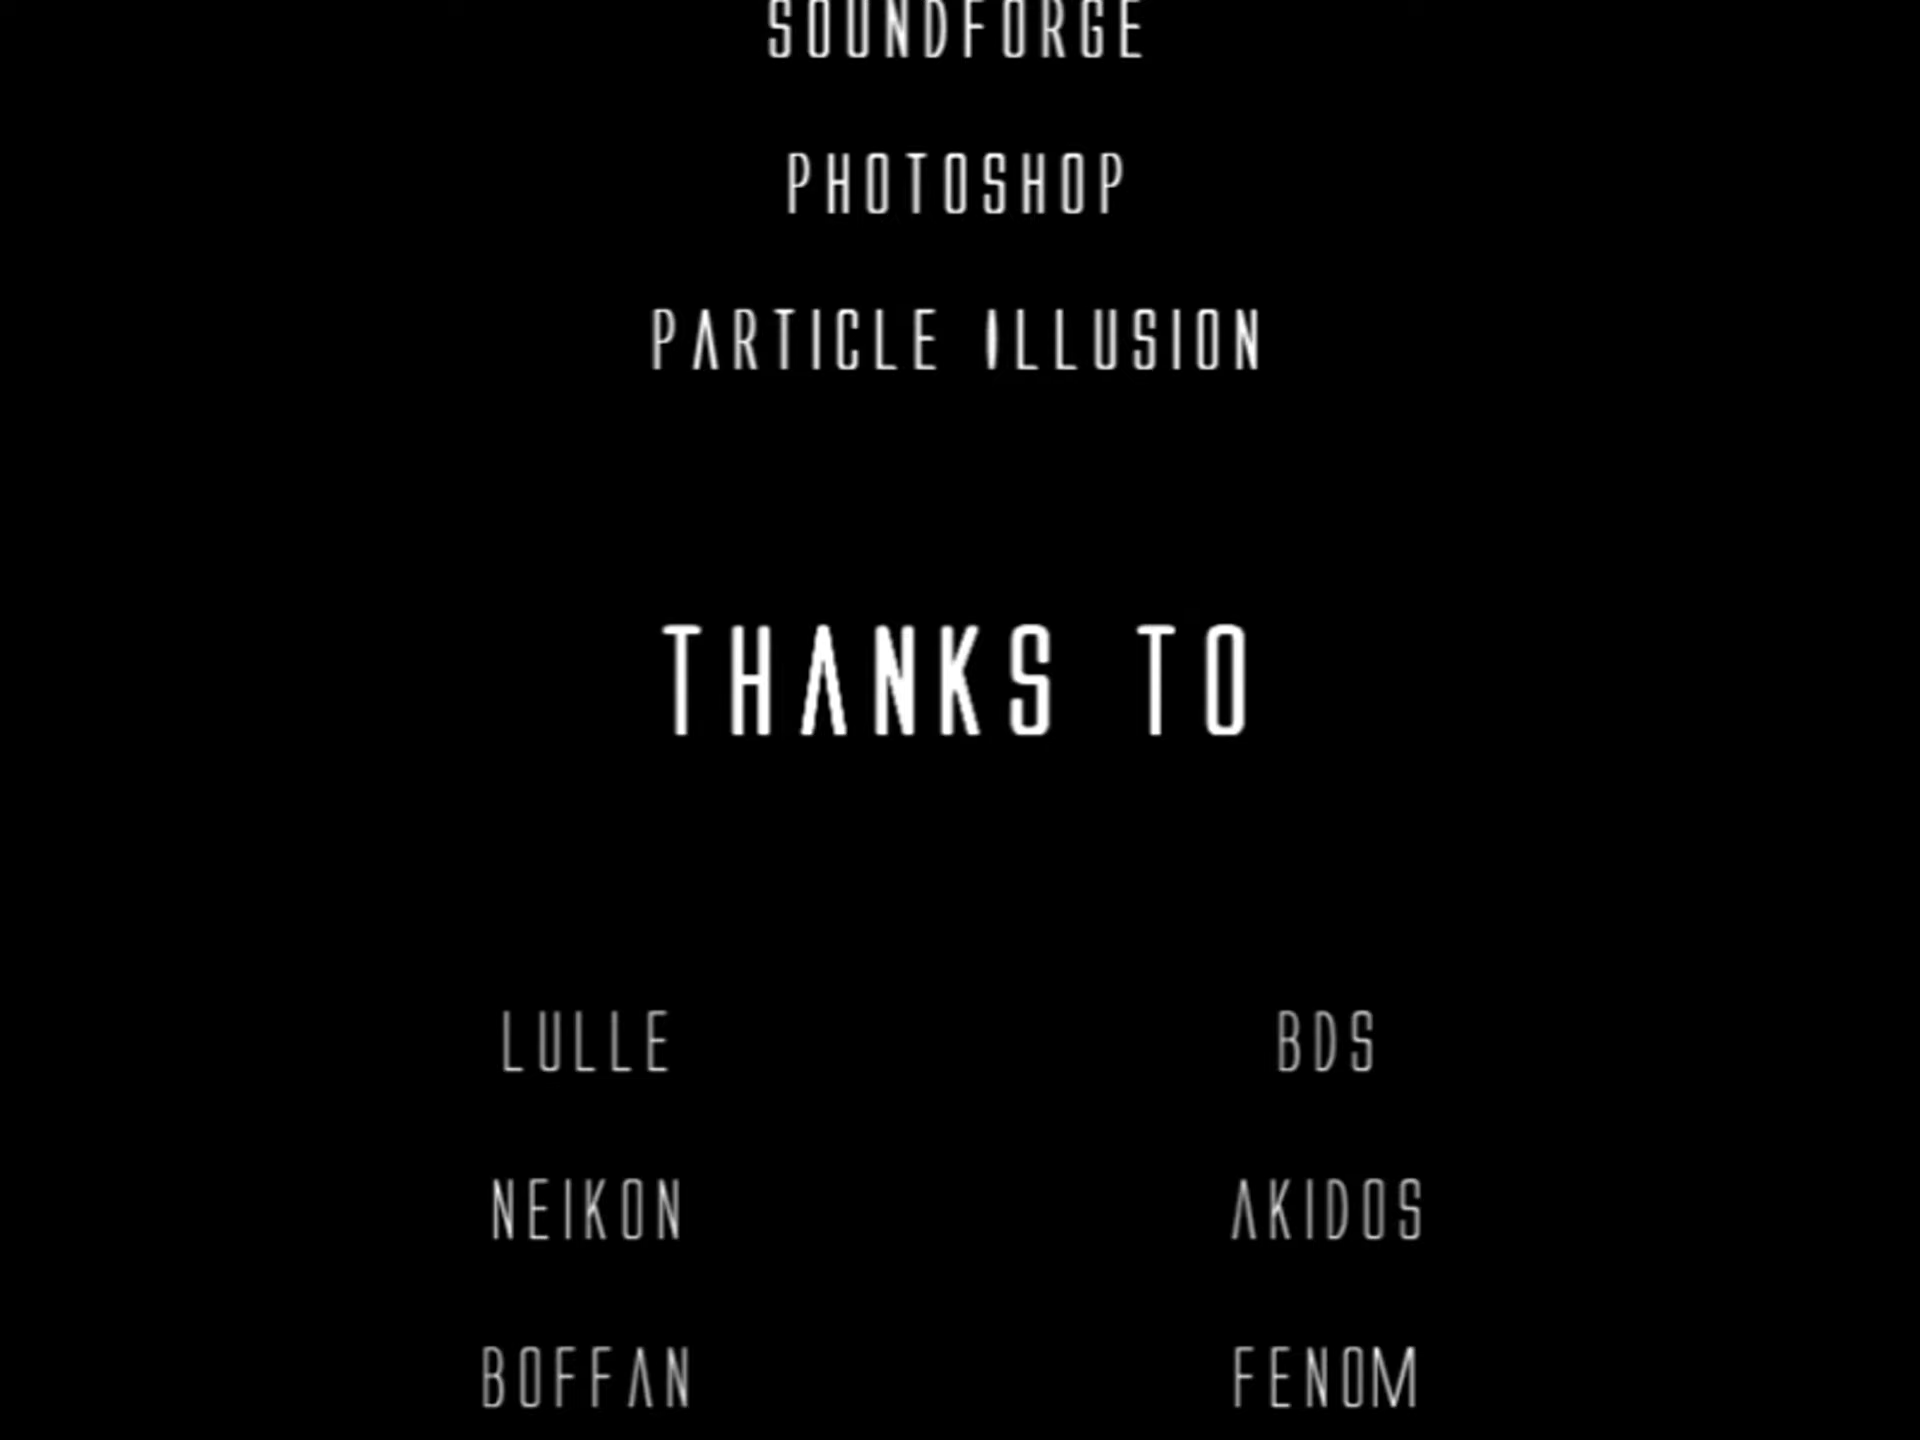 SOUNDFORGE
PHOTOSHOP
PARTICLE ILLUSION
THANKS TO
LULLE BDS
NEIKON AKIDOS
BOFFAN FENOM